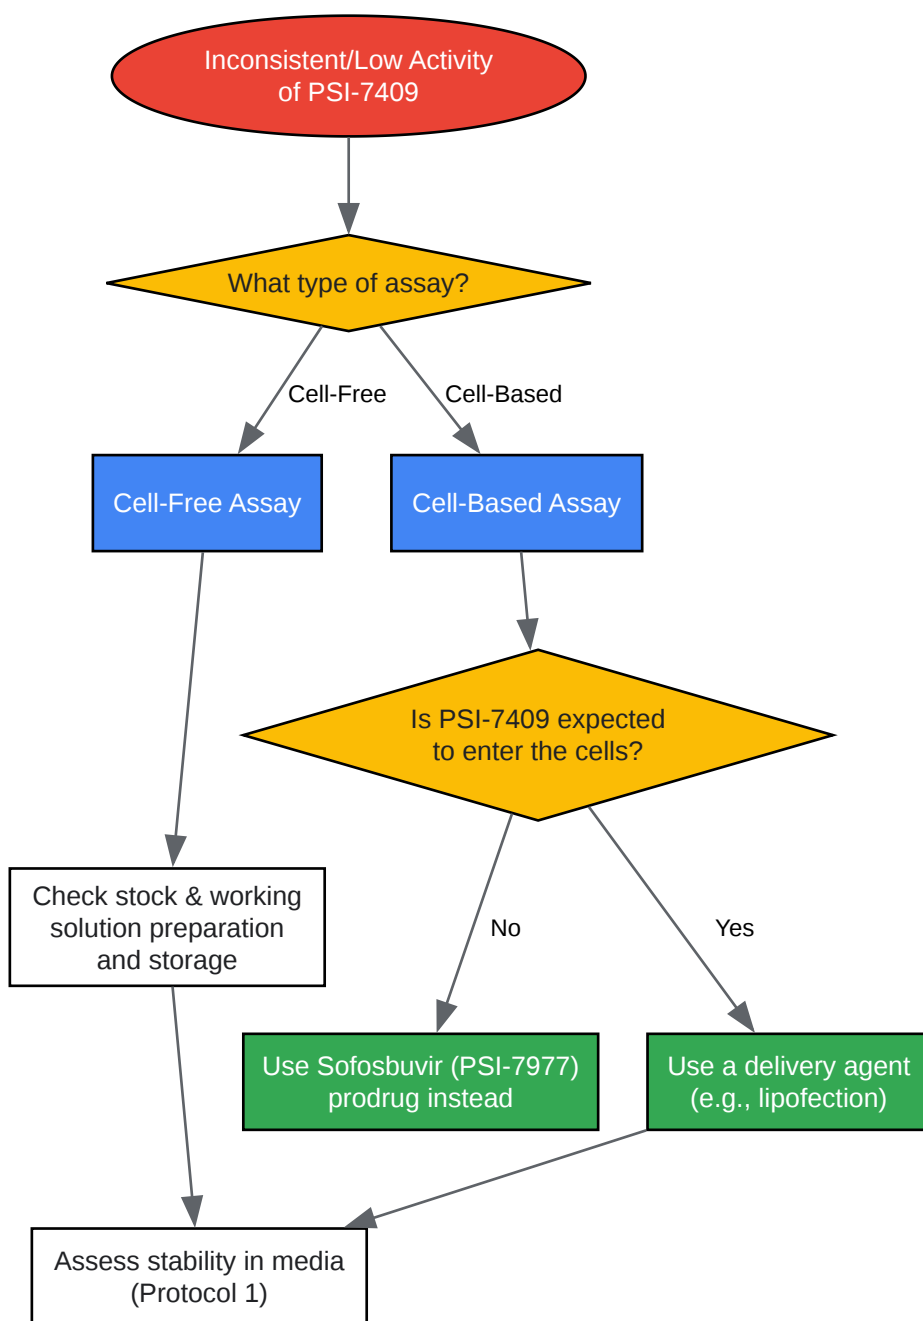 Inconsistent/Low Activity
of PSI-7409
What type of assay?
Cell-Free
Cell-Based
Cell-Free Assay
Cell-Based Assay
Is PSI-7409 expected
to enter the cells?
Check stock & working
solution preparation
and storage
No
Yes
Use Sofosbuvir (PSI-7977)
prodrug instead
Use a delivery agent
(e.g., lipofection)
Assess stability in media
(Protocol 1)